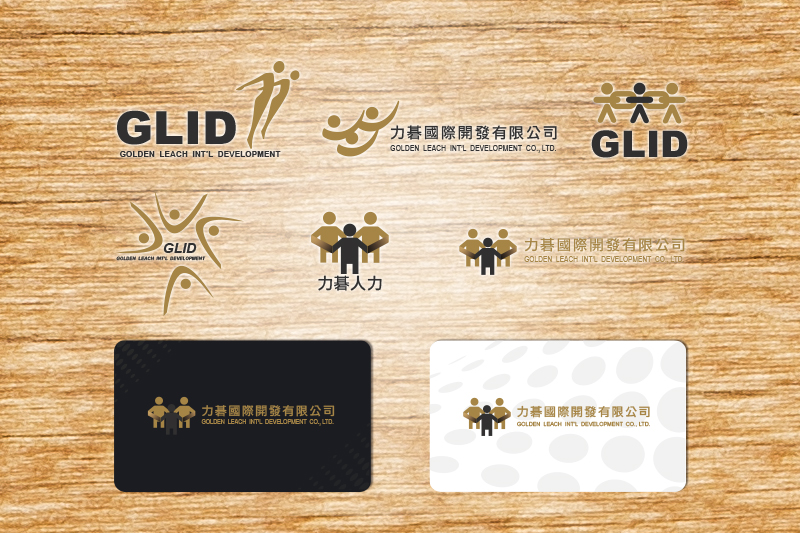 GLID
GOLDEN LEACH INT'L DEVELOPMENT
力碁國際開發有限公司
GOLDEN LEACH INT'L DEVELOPMENT CO., LTD.
GLID
GLID
GOLDEN LEACH INT'L DEVELOPMENT
力碁人力
力碁國際開發有限公司
GOLDEN LEACH INT'L DEVELOPMENT CO., LTD.
力碁國際開發有限公司
GOLDEN LEACH INT'L DEVELOPMENT CO., LTD.
力碁國際開發有限公司
GOLDEN LEACH INT'L DEVELOPMENT CO., LTD.